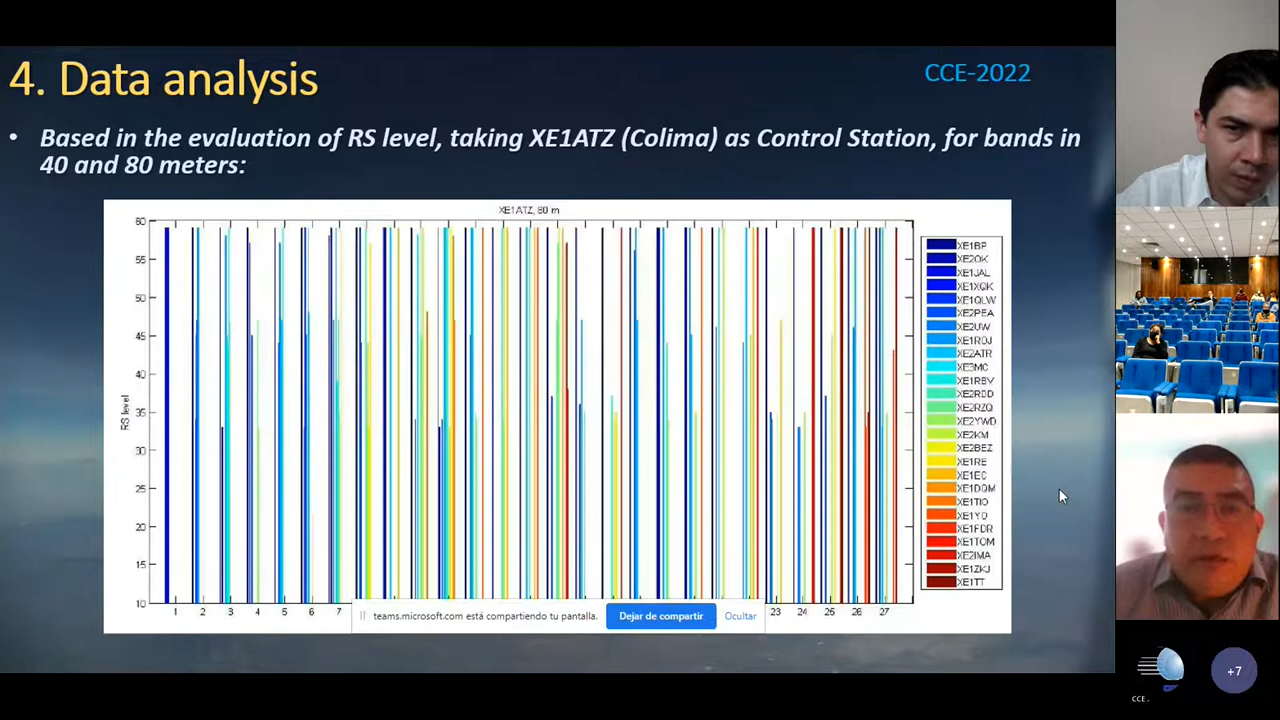 4. Data analysis
CCE-2022
• Based in the evaluation of RS level, taking XE1ATZ (Colima) as Control Station, for bands in
40 and 80 meters:
XE1ATZ, 80 m
60
55
50
45
40
35
30
25
20
15
10
RS level
1 2 3 4 5 6 7 23 24 25 26 27
XE1BP
XE2OK
XE1JAL
XE1XQK
XE1QLW
XE2PEA
XE2UW
XE1ROJ
XE2ATR
XE3MC
XE1RBV
XE2RBD
XE2RZQ
XE2YWD
XE2KM
XE2BEZ
XE1RE
XE1EC
XE1DQM
XE1TIO
XE1YO
XE1FDR
XE1TOM
XE2IMA
XE1ZKJ
XE1TT
teams.microsoft.com está compartiendo tu pantalla.
Dejar de compartir
Ocultar
CCE.
+7